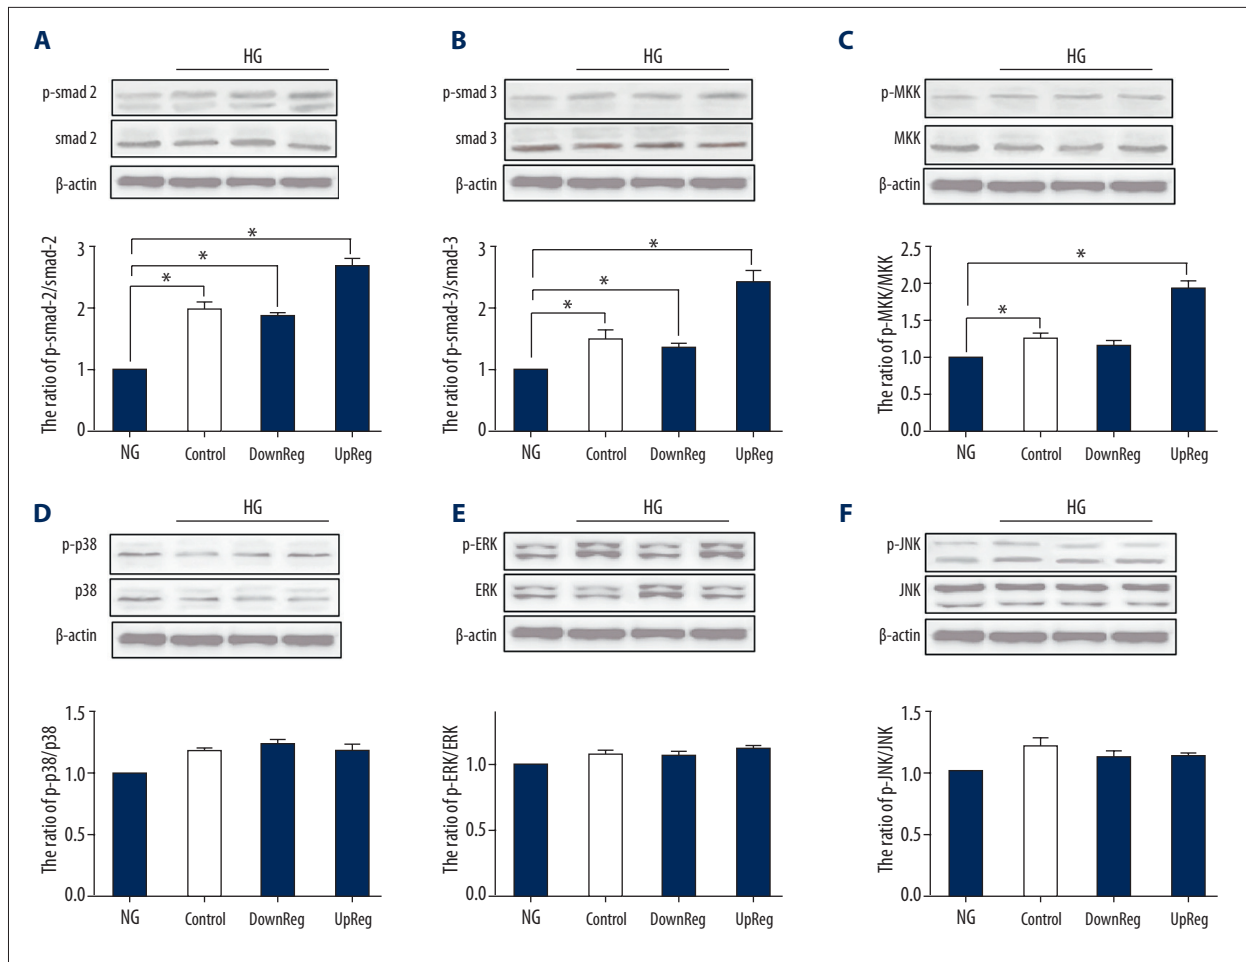 A
HG
p-smad 2
smad 2
β-actin
The ratio of p-smad-2/smad-2
3
2
1
0
*
*
*
NG
Control
DownReg
UpReg
B
HG
p-smad 3
smad 3
β-actin
The ratio of p-smad-3/smad-3
3
2
1
0
*
*
*
NG
Control
DownReg
UpReg
C
HG
p-MKK
MKK
β-actin
The ratio of p-MKK/MKK
2.5
2.0
1.5
1.0
0.5
0.0
*
*
NG
Control
DownReg
UpReg
D
HG
p-p38
p38
β-actin
The ratio of p-p38/p38
1.5
1.0
0.5
0.0
NG
Control
DownReg
UpReg
E
HG
p-ERK
ERK
β-actin
The ratio of p-ERK/ERK
1.0
0.5
0.0
NG
Control
DownReg
UpReg
F
HG
p-JNK
JNK
β-actin
The ratio of p-JNK/JNK
1.5
1.0
0.5
0.0
NG
Control
DownReg
UpReg